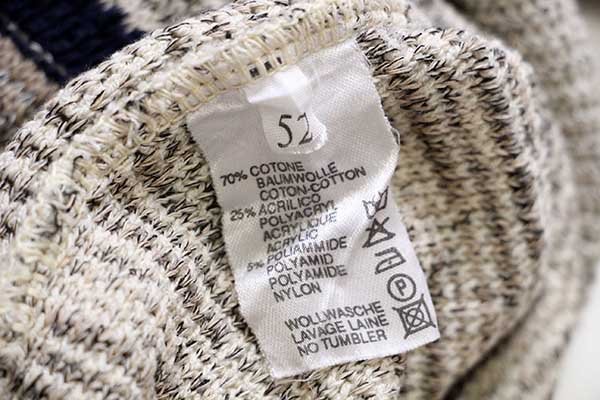 52
70% COTONE
BAUMWOLLE
COTON-COTTON
25% ACRILICO
POLYACRYL
ACRYLIQUE
ACRYLIC
5% POLIAMMIDE
POLYAMID
POLYAMIDE
NYLON
P
WOLLWASCHE
LAVAGE LAINE
NO TUMBLER